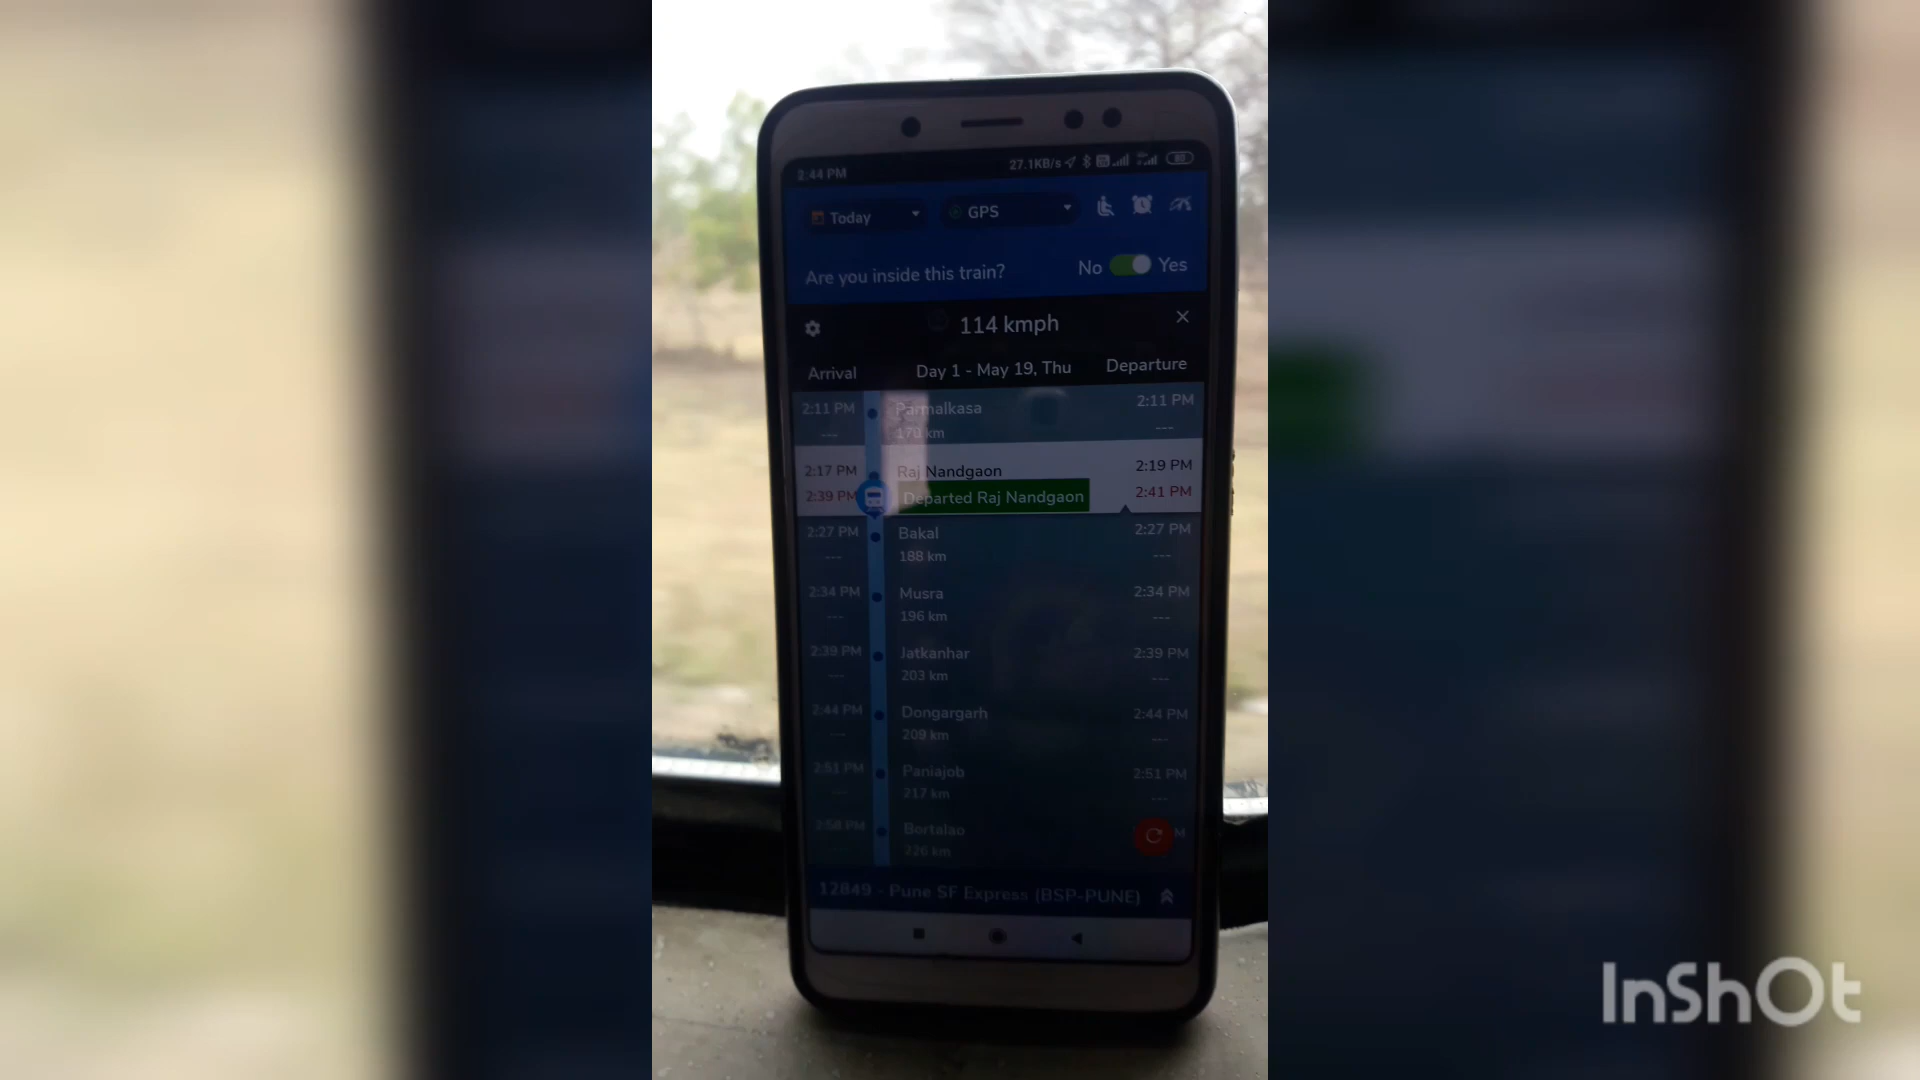 2:44 PM 27.1KB/s
Today GPS
Are you inside this train? No Yes
114 kmph
Arrival Day 1 - May 19, Thu Departure
2:11 PM Parmalkasa 2:11 PM
--- 170 km ---
2:17 PM Raj Nandgaon 2:19 PM
2:39 PM Departed Raj Nandgaon 2:41 PM
2:27 PM Bakal 2:27 PM
--- 188 km ---
2:34 PM Musra 2:34 PM
--- 196 km ---
2:39 PM Jatkanhar 2:39 PM
--- 203 km ---
2:44 PM Dongargarh 2:44 PM
--- 209 km ---
2:51 PM Paniajob 2:51 PM
--- 217 km ---
2:58 PM Bortalao M
226 km
12849 - Pune SF Express (BSP-PUNE)
InShOt